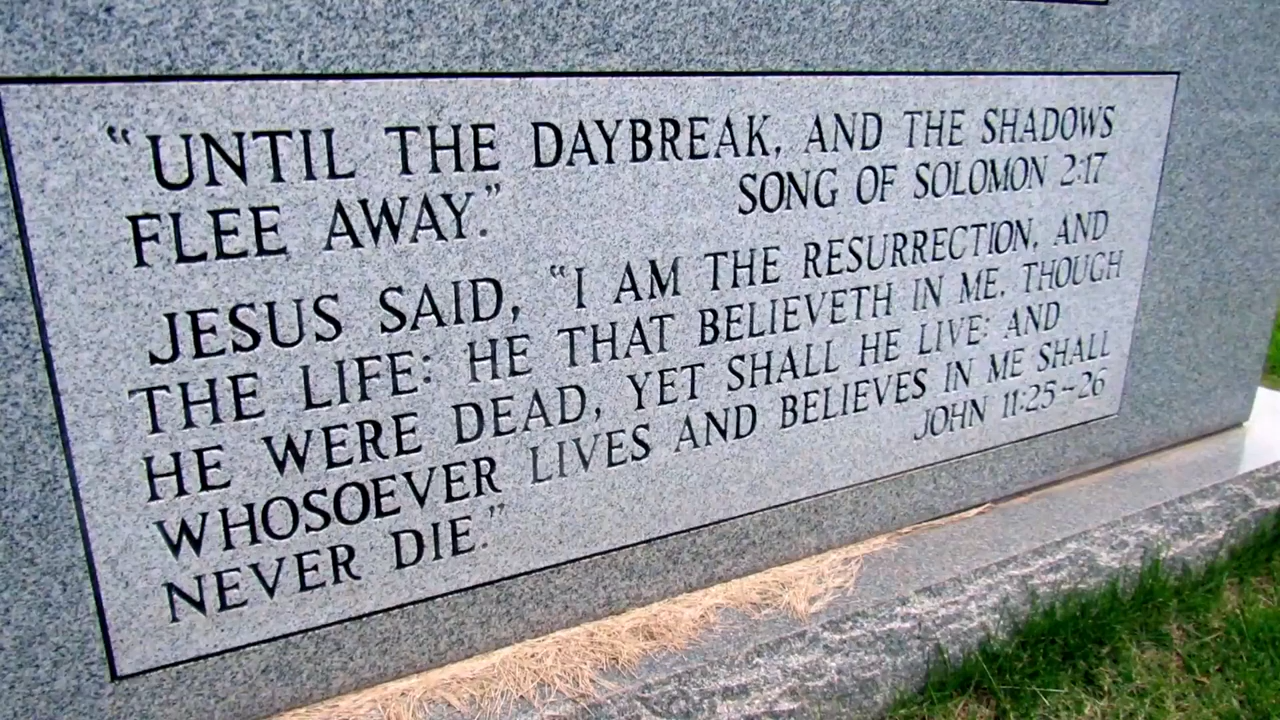 “UNTIL THE DAYBREAK, AND THE SHADOWS
FLEE AWAY.” SONG OF SOLOMON 2:17
JESUS SAID, “I AM THE RESURRECTION, AND
THE LIFE: HE THAT BELIEVETH IN ME, THOUGH
HE WERE DEAD, YET SHALL HE LIVE: AND
WHOSOEVER LIVES AND BELIEVES IN ME SHALL
NEVER DIE.” JOHN 11:25-26